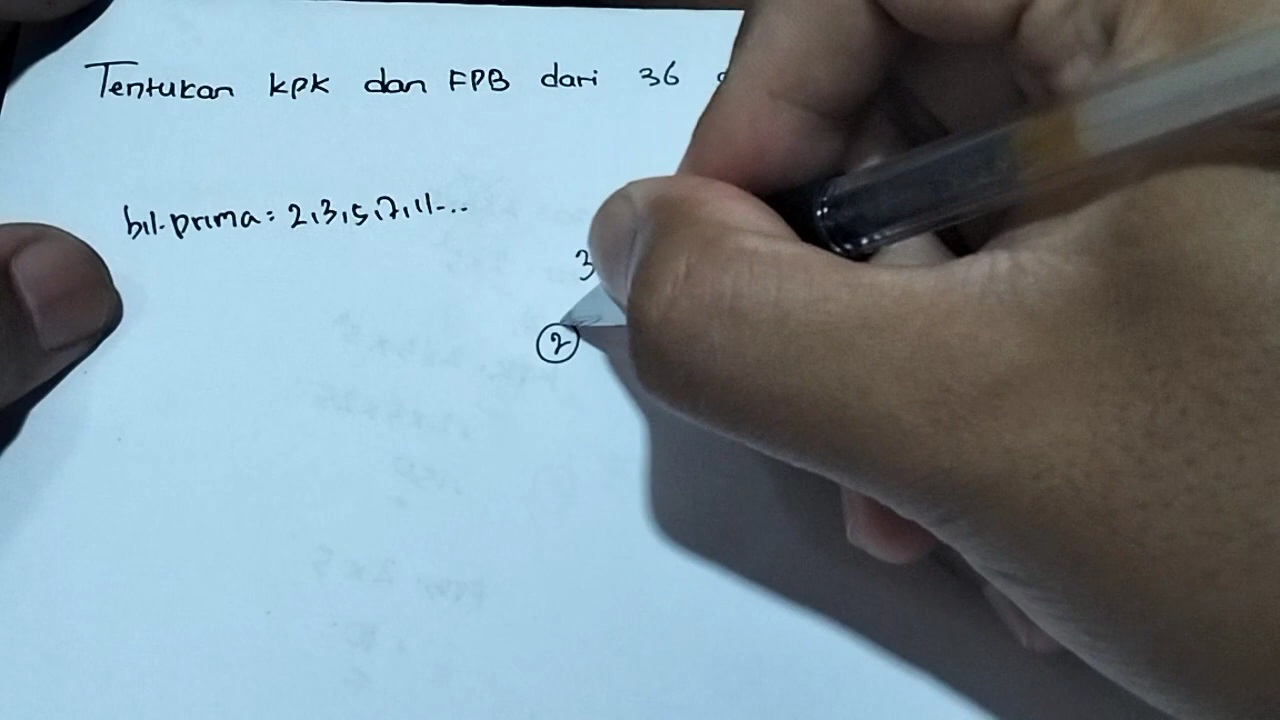 Tentukan KPK dan FPB dari 36
bil. prima = 2,3,5,7,11...
3
2